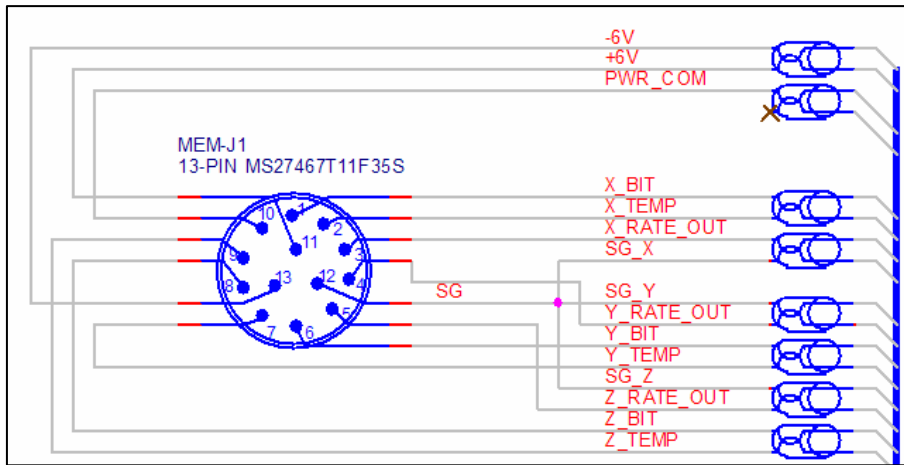 -6V
+6V
PWR_COM
MEM-J1
13-PIN MS27467T11F35S
X_BIT
X_TEMP
X_RATE_OUT
SG_X
SG
SG_Y
Y_RATE_OUT
Y_BIT
Y_TEMP
SG_Z
Z_RATE_OUT
Z_BIT
Z_TEMP
1
10
2
11
3
9
13
12
4
8
5
7
6